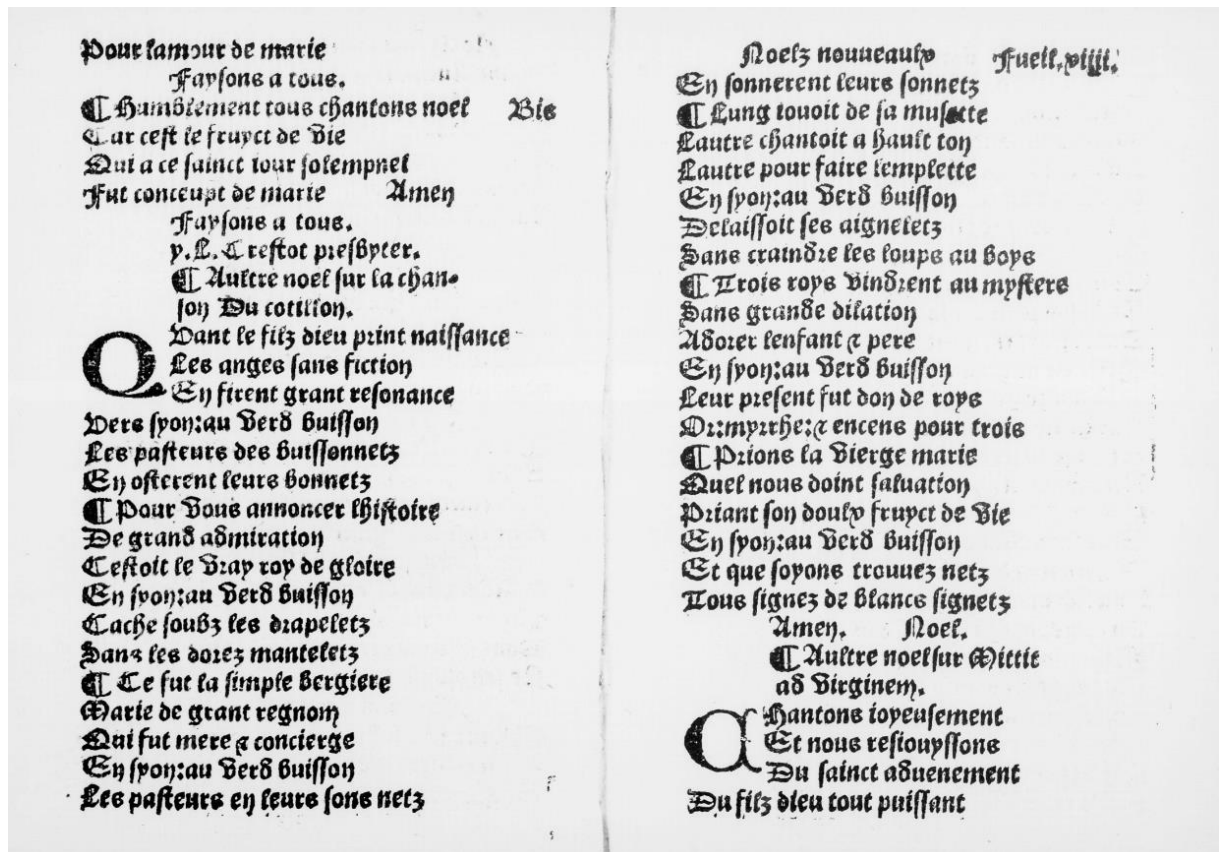 Pour lamour de marie
Faysons a tous.
¶ Humblement tous chantons noel Bis
Car cest le fruyct de vie
Qui a ce sainct iour solempnel
Fut conceupt de marie Amen
Faysons a tous.
y.L.Crestot presbyter.
¶ Aultre noel sur la chan-
son Du cotillon.
QVant le filz dieu print naissance
Les anges sans fiction
En firent grant resonance
Vers syon:au verd buisson
Les pasteurs des buissonnetz
En osterent leurs bonnetz
¶ Pour vous annoncer lhistoire
De grand admiration
Cestoit le vray roy de gloire
En syon:au verd buisson
Cache soubz les drapeletz
Sans les dorez manteletz
¶ Ce fut la simple bergiere
Marie de grant regnom
Qui fut mere ⁊ concierge
En syon:au verd buisson
Les pasteurs en leurs sons netz
Noelz nouueaulx Fueil.xiiij.
En sonnerent leurs sonnetz
¶ Lung iouoit de sa musette
Lautre chantoit a hault ton
Lautre pour faire lemplette
En syon:au verd buisson
Delaissoit ses aigneletz
Sans craindre les loups au boys
¶ Trois roys vindrent au mystere
Sans grande dilation
Adorer lenfant ⁊ pere
En syon:au verd buisson
Leur present fut don de roys
Or:myrrhe:⁊ encens pour trois
¶ Prions la vierge marie
Quel nous doint saluation
Priant son doulx fruyct de vie
En syon:au verd buisson
Et que soyons trouuez netz
Tous signez de blancs signetz
Amen. Noel.
¶ Aultre noel sur Mittit
ad virginem.
CHantons ioyeusement
Et nous resiouyssons
Du sainct aduenement
Du filz dieu tout puissant